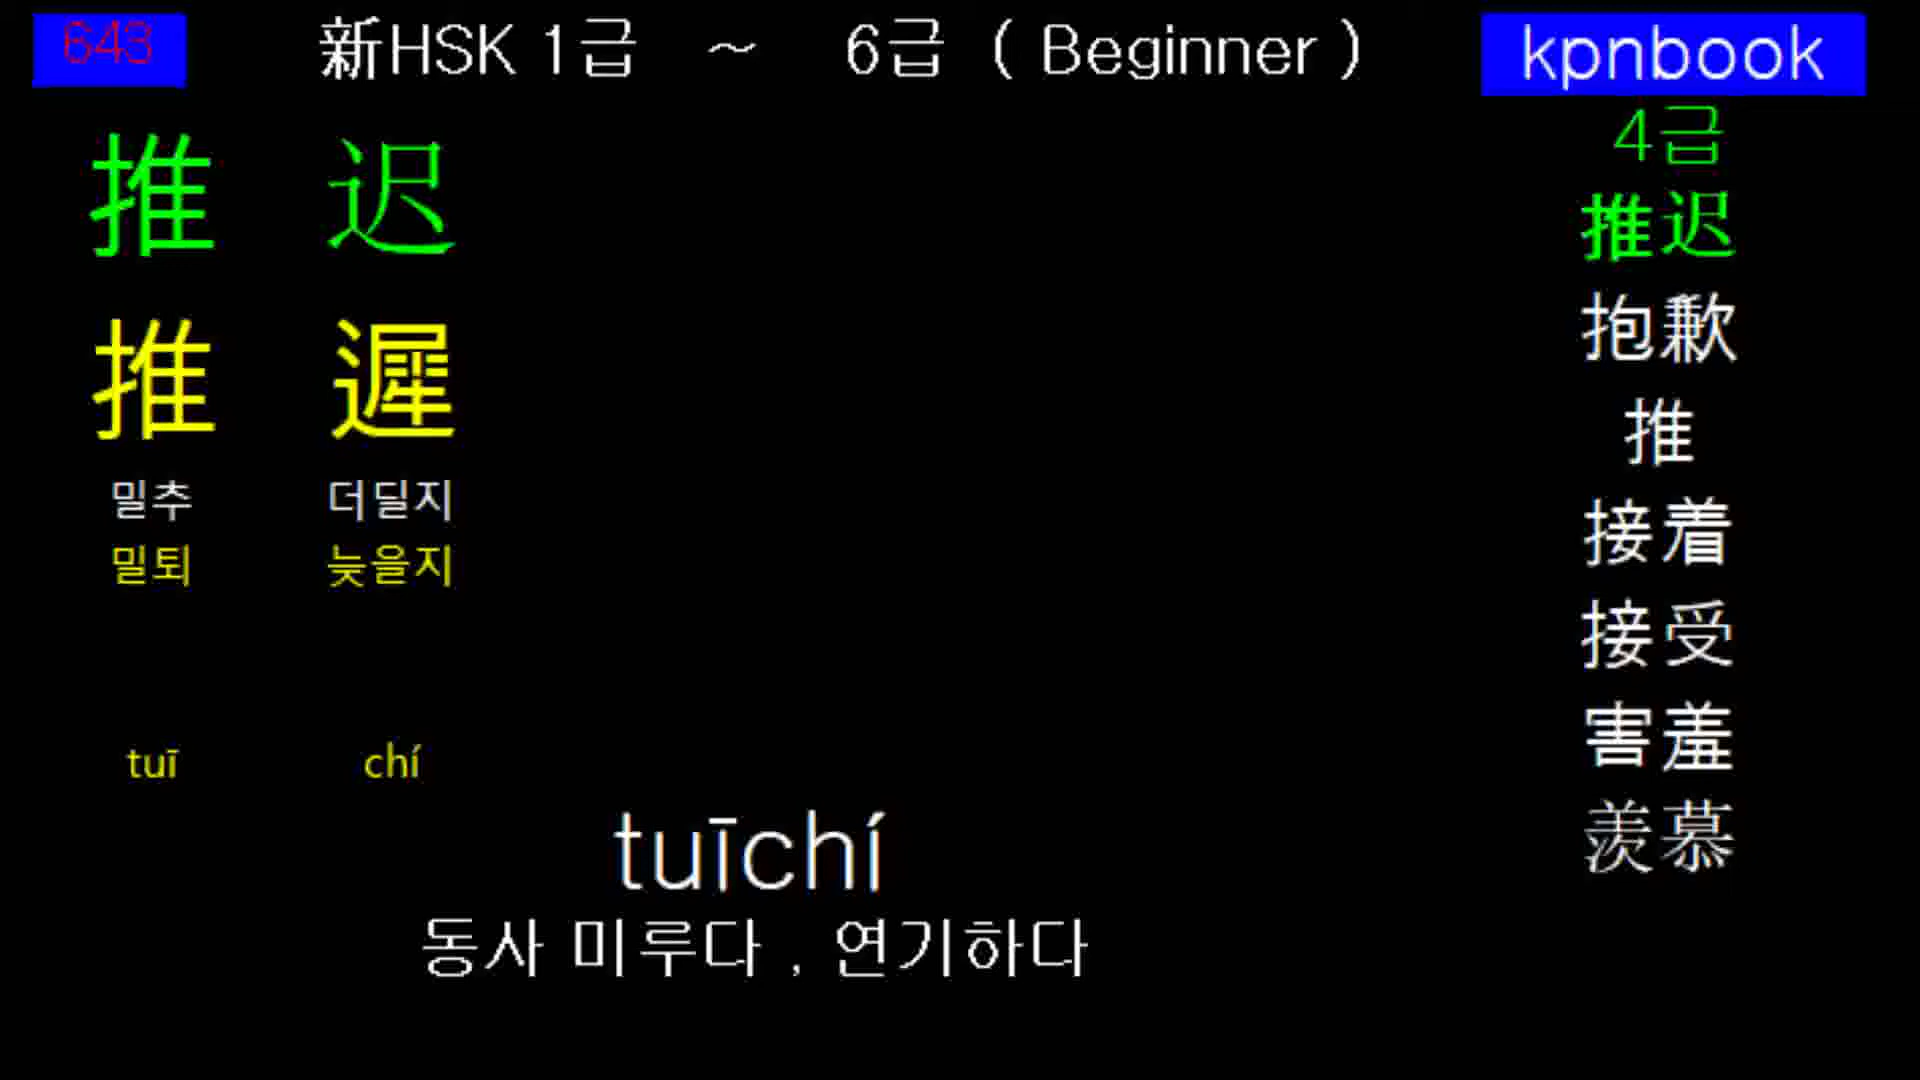 643
新HSK 1급 ~ 6급 ( Beginner )
kpnbook
推 迟
推 遲
밀추 더딜지
밀퇴 늦을지
tuī chí
tuīchí
동사 미루다 , 연기하다
4급
推迟
抱歉
推
接着
接受
害羞
羡慕